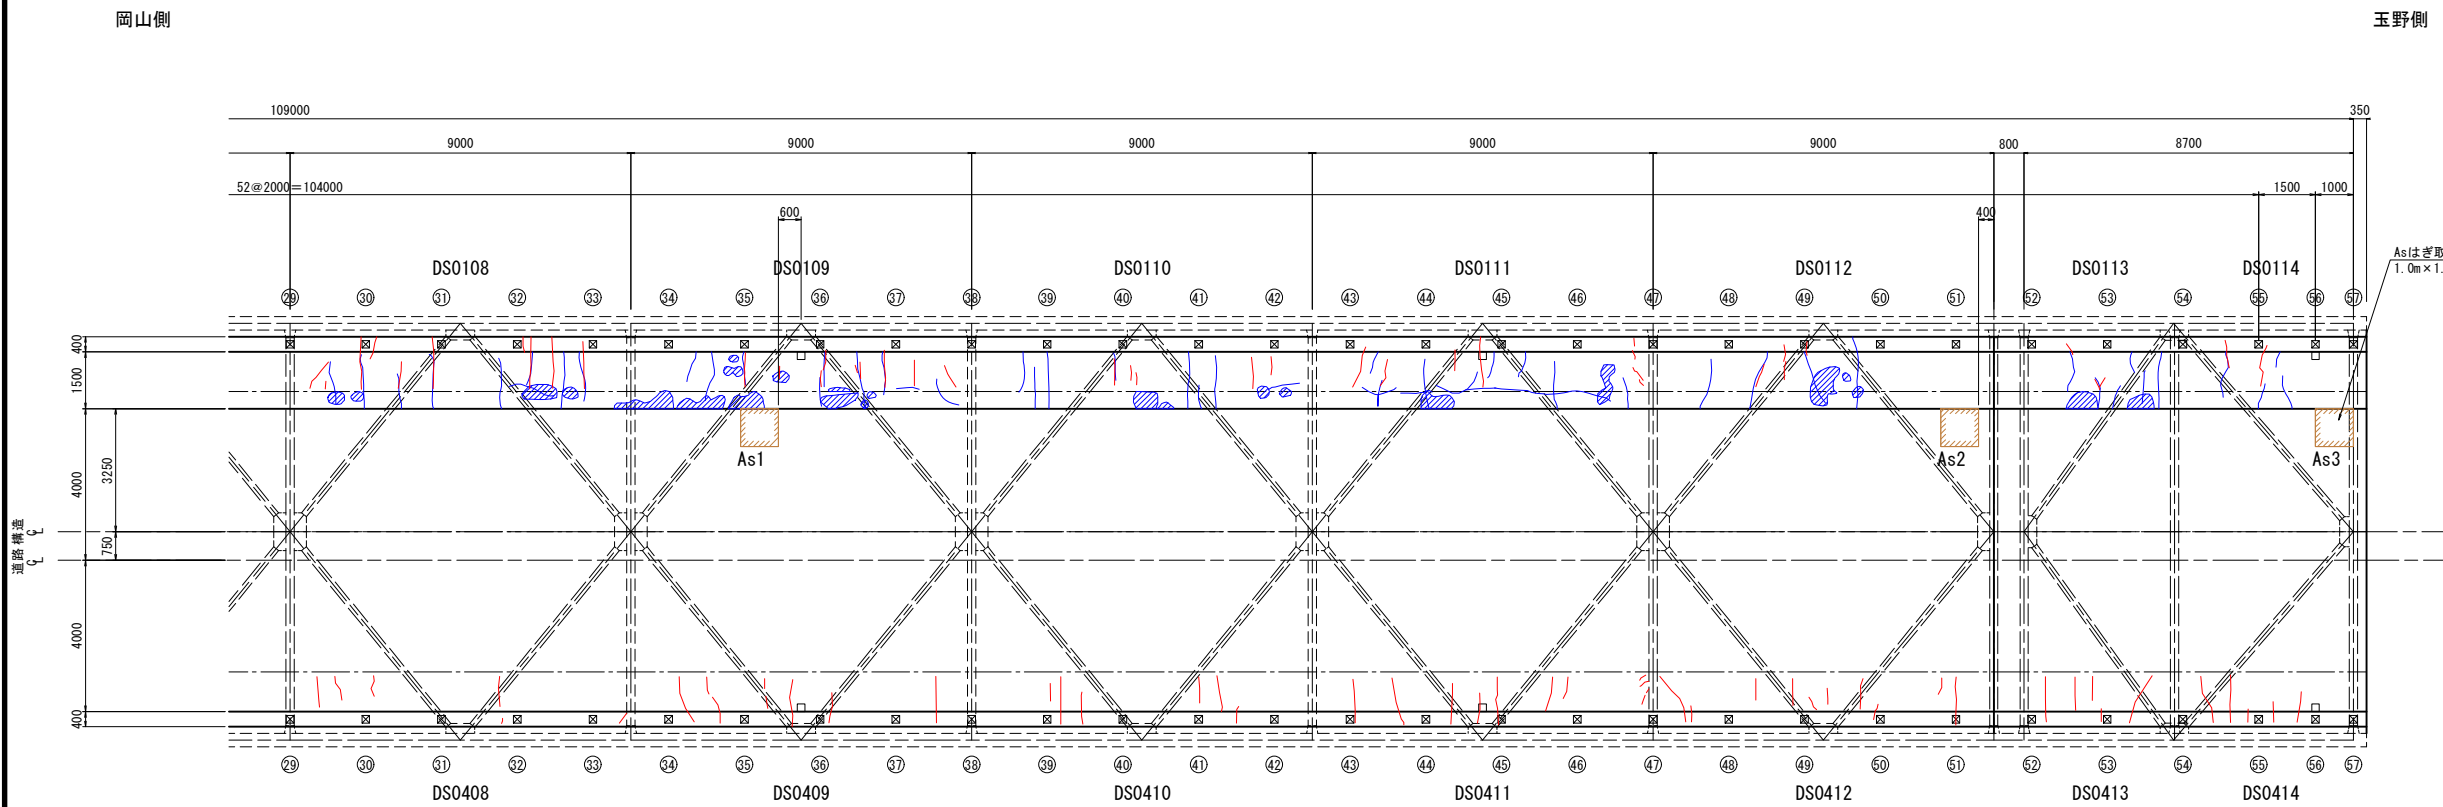 岡山側
玉野側
109000
350
9000
9000
9000
9000
9000
800
8700
52@2000=104000
1500
1000
600
400
DS0108
DS0109
DS0110
DS0111
DS0112
DS0113
DS0114
Asはぎ取
1.0m×1.
㉙ ㉚ ㉛ ㉜ ㉝ ㉞ ㉟ ㊱ ㊲ ㊳ ㊴ ㊵ ㊶ ㊷ ㊸ ㊹ ㊺ ㊻ ㊼ ㊽ ㊾ ㊿ 51 52 53 54 55 56 57
400
1500
4000
3250
750
4000
400
As1
As2
As3
道路構造
CL
CL
㉙ ㉚ ㉛ ㉜ ㉝ ㉞ ㉟ ㊱ ㊲ ㊳ ㊴ ㊵ ㊶ ㊷ ㊸ ㊹ ㊺ ㊻ ㊼ ㊽ ㊾ ㊿ 51 52 53 54 55 56 57
DS0408
DS0409
DS0410
DS0411
DS0412
DS0413
DS0414